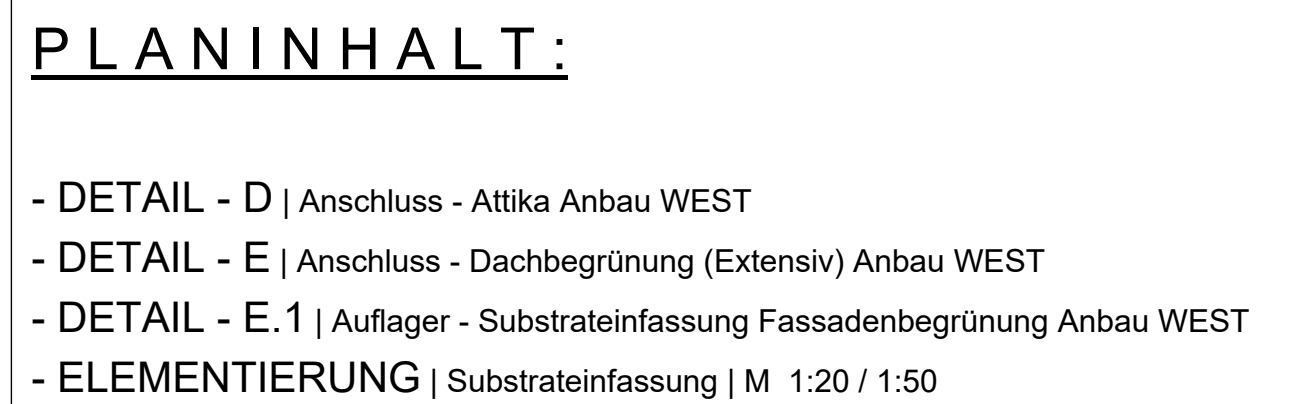 P L A N I N H A L T :
- DETAIL - D | Anschluss - Attika Anbau WEST
- DETAIL - E | Anschluss - Dachbegrünung (Extensiv) Anbau WEST
- DETAIL - E.1 | Auflager - Substrateinfassung Fassadenbegrünung Anbau WEST
- ELEMENTIERUNG | Substrateinfassung | M  1:20 / 1:50